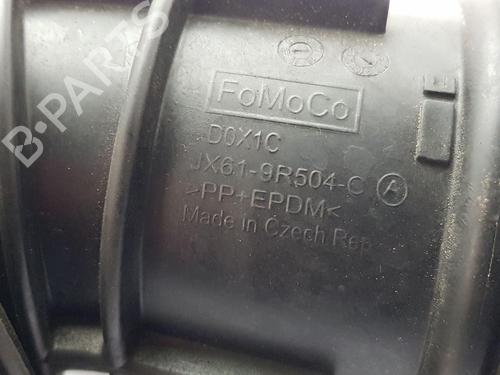 B-PARTS
FoMoCo
E
D0X1C
JX61-9R504-C A
>PP+EPDM<
Made in Czech Rep